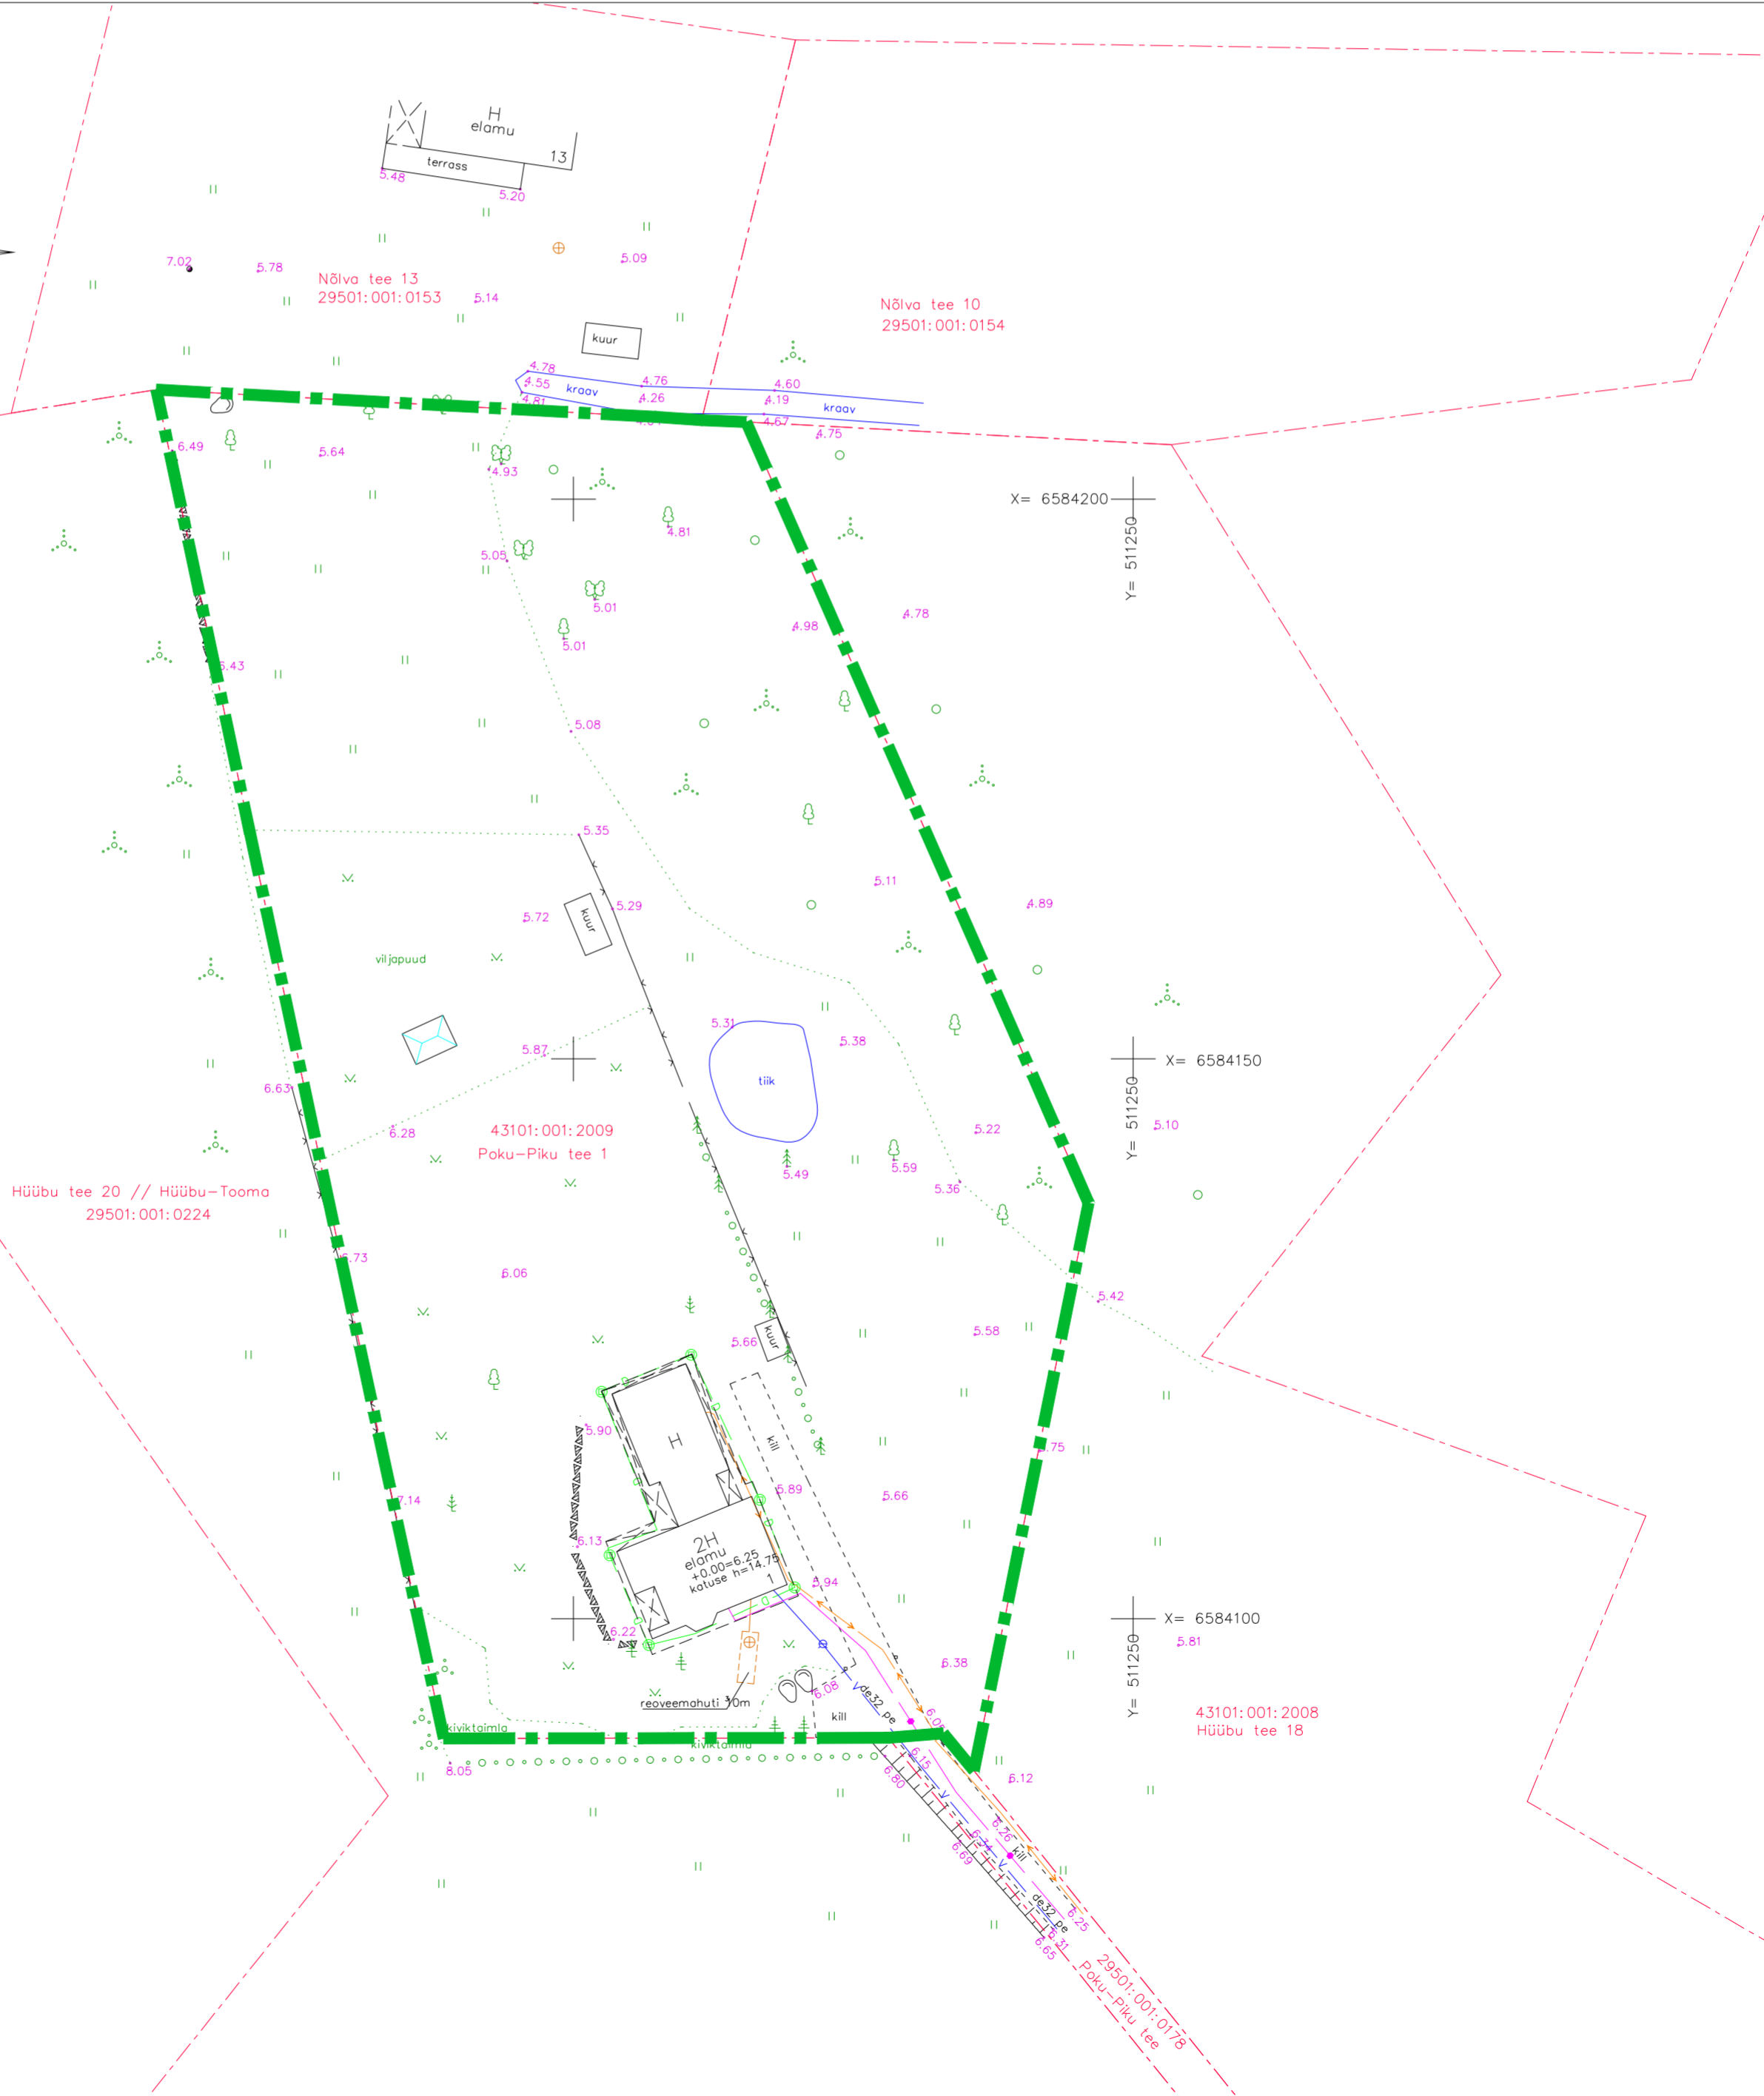 H
elamu
13
terrass
5.48
5.20
7.02
5.78
5.09
Nõlva tee 13
29501:001:0153
5.14
Nõlva tee 10
29501:001:0154
kuur
4.78
4.55
kraav
4.76
4.60
4.26
4.19
kraav
4.81
4.67
4.75
6.49
5.64
4.93
X= 6584200
Y= 511250
4.81
5.05
5.01
4.98
4.78
5.01
5.08
5.35
5.11
4.89
5.72
kuur
5.29
viljapuud
5.31
5.38
5.87
X= 6584150
Y= 511250
tiik
6.63
6.28
43101:001:2009
Poku-Piku tee 1
5.22
5.10
5.49
5.59
5.36
Hüübu tee 20 // Hüübu-Tooma
29501:001:0224
6.06
5.42
5.58
5.66
kuur
5.90
H
kill
7.14
5.89
5.66
6.13
2H
elamu
±0.00=6.25
katuse h=14.75
1
5.94
X= 6584100
Y= 511250
6.22
5.81
6.38
6.08
de32 pe
reoveemahuti
kill
43101:001:2008
Hüübu tee 18
kiviktaimla
kiviktaimla
8.05
6.15
6.80
6.12
6.26
6.34
6.69
kill
de32 pe
6.25
6.31
6.65
29501:001:0178
Poku-Piku tee